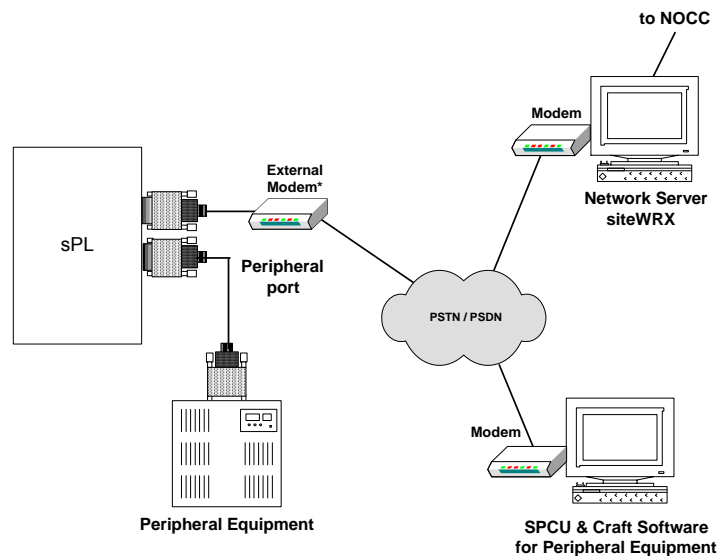 to NOCC
Modem
External
Modem*
Network Server
siteWRX
sPL
Peripheral
port
PSTN / PSDN
Modem
Peripheral Equipment
SPCU & Craft Software
for Peripheral Equipment